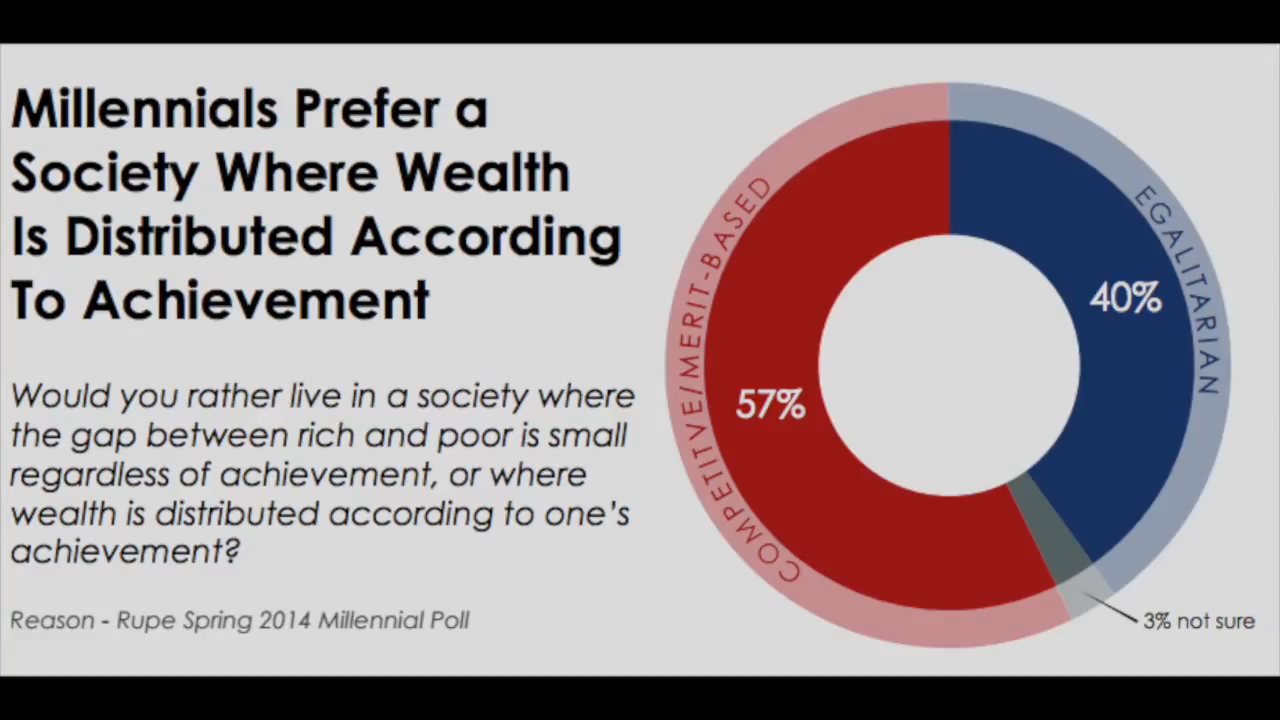 Millennials Prefer a
Society Where Wealth
Is Distributed According
To Achievement
Would you rather live in a society where
the gap between rich and poor is small
regardless of achievement, or where
wealth is distributed according to one's
achievement?
Reason - Rupe Spring 2014 Millennial Poll
COMPETITVE/MERIT-BASED
57%
EGALITARIAN
40%
3% not sure